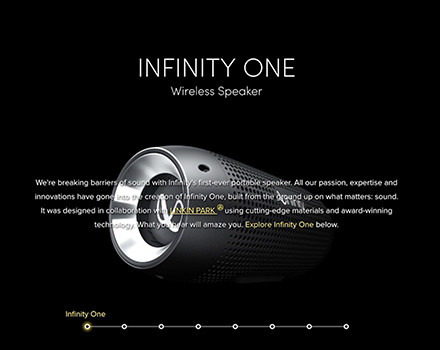 INFINITY ONE
Wireless Speaker
We're breaking barriers of sound with Infinity's first-ever portable speaker. All our passion, expertise and
innovations have gone into the creation of Infinity One, built from the ground up on what matters: sound.
It was designed in collaboration with LINKIN PARK using cutting-edge materials and award-winning
technology. What you hear will amaze you. Explore Infinity One below.
Infinity One